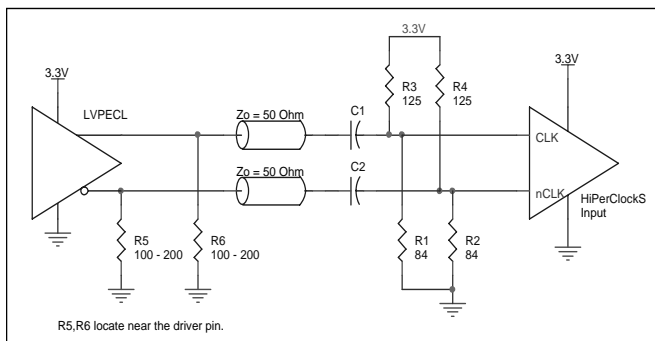 3.3V
3.3V
3.3V
R3
125
R4
125
LVPECL
Zo = 50 Ohm
C1
CLK
Zo = 50 Ohm
C2
nCLK
HiPerClockS
Input
R5
100 - 200
R6
100 - 200
R1
84
R2
84
R5,R6 locate near the driver pin.